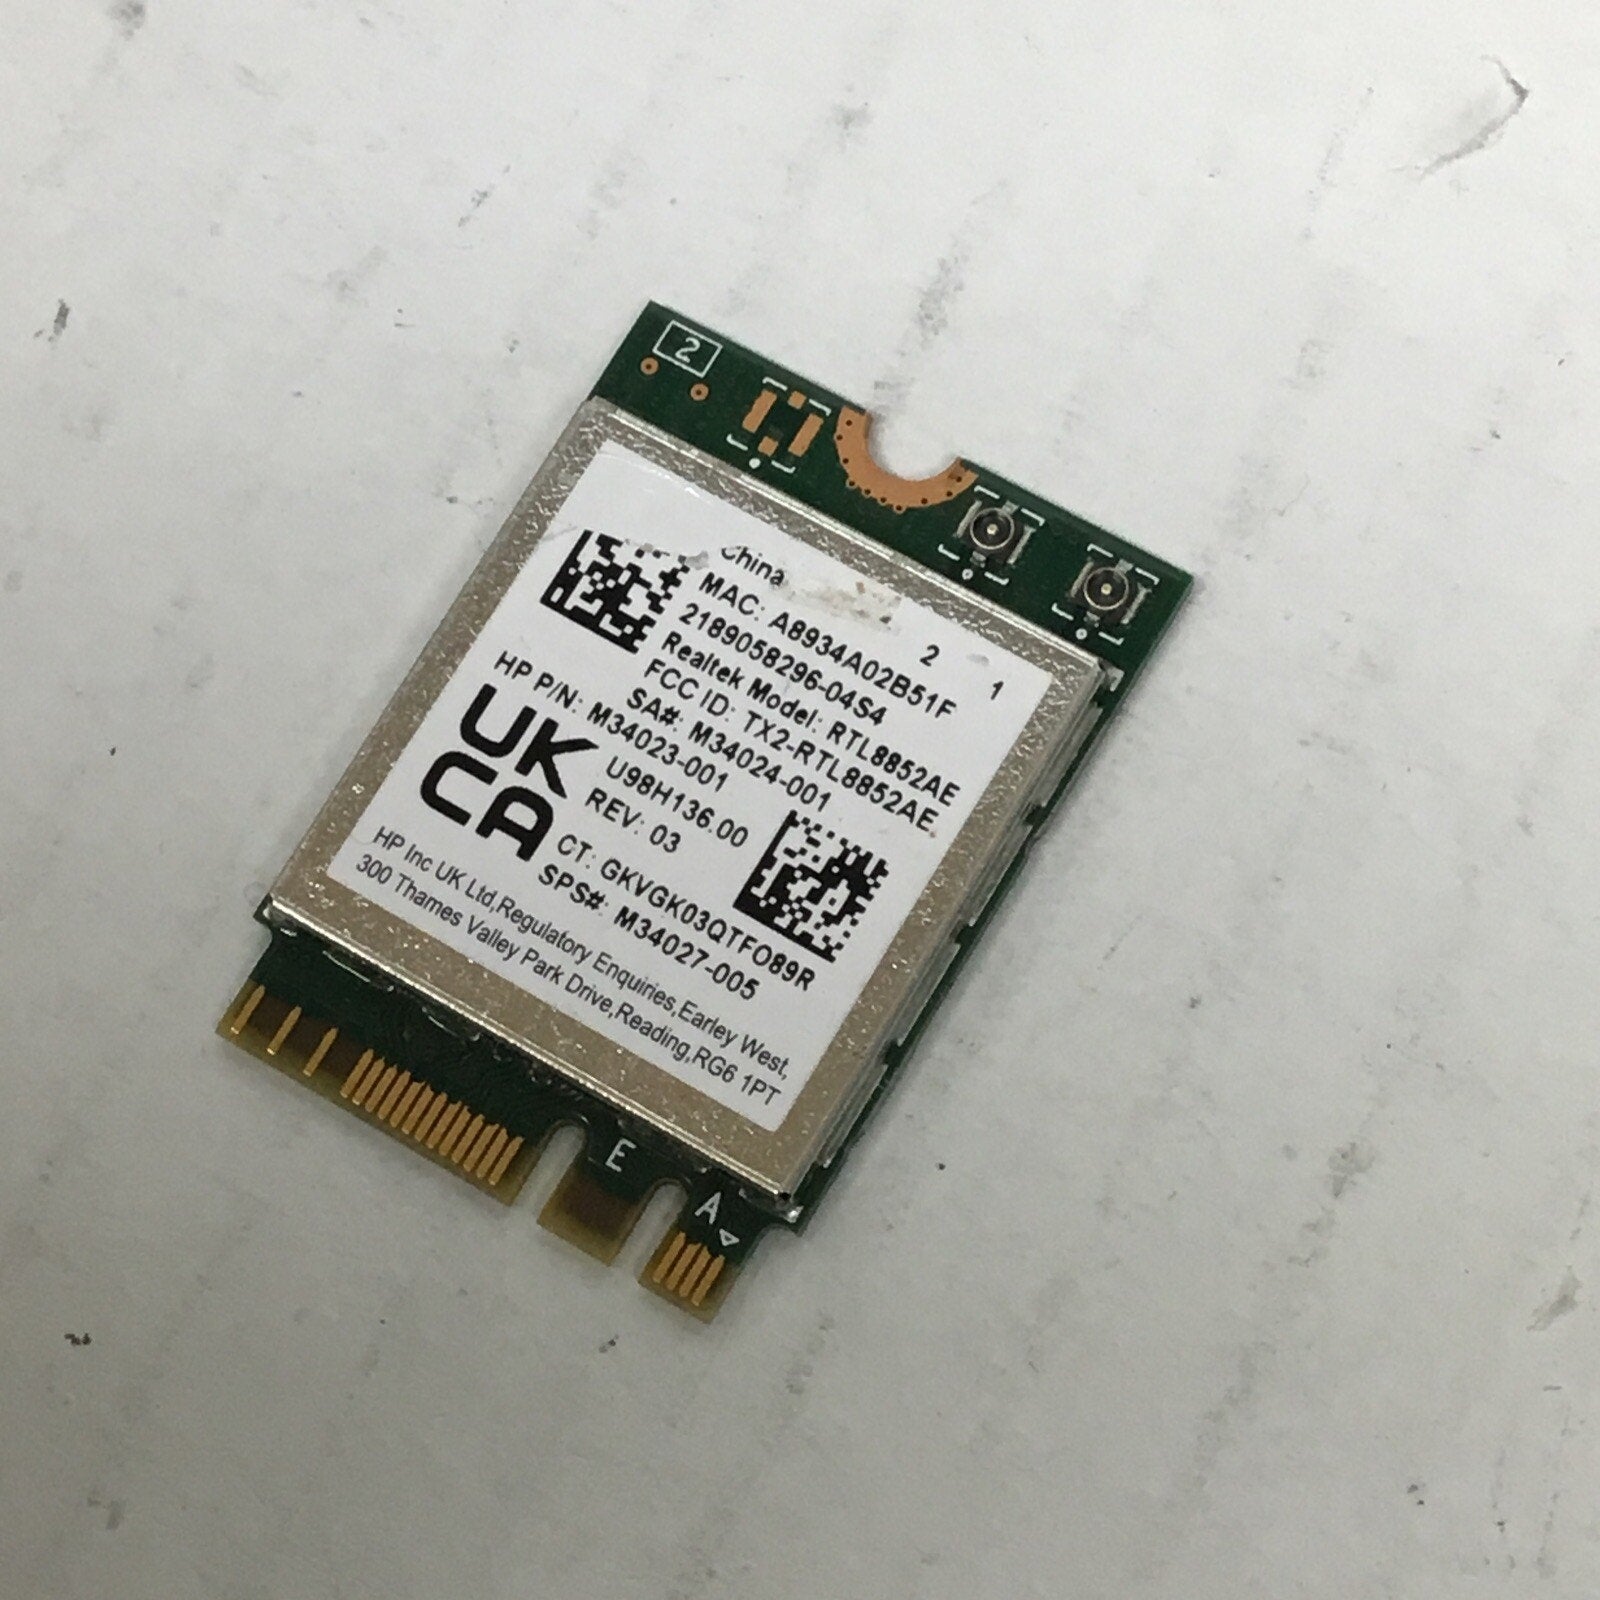 2
China
2
1
MAC: A8934A02B51F
2189058296-04S4
Realtek Model: RTL8852AE
FCC ID: TX2-RTL8852AE
SA#: M34024-001
HP P/N: M34023-001
U98H136.00
REV: 03
UK
CA
CT: GKVGK03QTFO89R
SPS#: M34027-005
HP Inc UK Ltd,Regulatory Enquiries,Earley West,
300 Thames Valley Park Drive,Reading,RG6 1PT
E
A